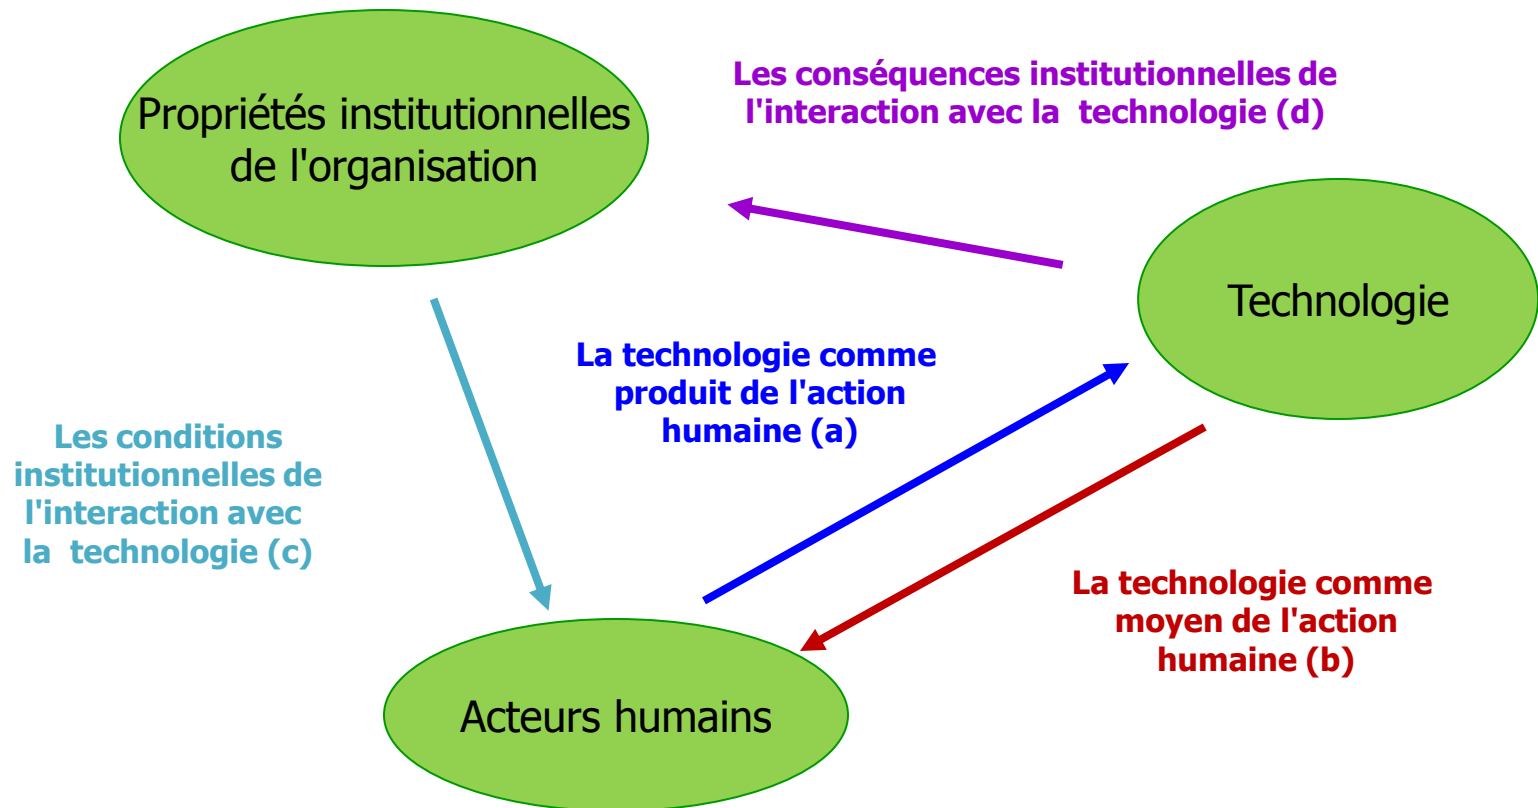 Propriétés institutionnelles
de l'organisation
Les conséquences institutionnelles de
l'interaction avec la technologie (d)
Technologie
La technologie comme
produit de l'action
humaine (a)
Les conditions
institutionnelles de
l'interaction avec
la technologie (c)
La technologie comme
moyen de l'action
humaine (b)
Acteurs humains